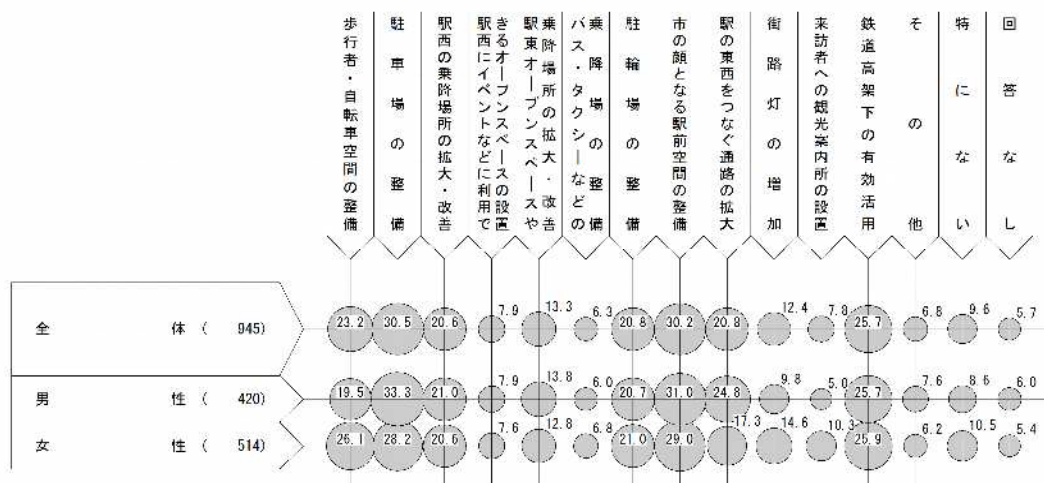 歩行者・自転車空間の整備
駐車場の整備
駅西の乗降場所の拡大・改善
駅西にイベントなどに利用で
きるオープンスペースの設置
駅東オープンスペースや
乗降場所の拡大・改善
バス・タクシーなどの
乗降場の整備
駐輪場の整備
市の顔となる駅前空間の整備
駅の東西をつなぐ通路の拡大
街路灯の増加
来訪者への観光案内所の設置
鉄道高架下の有効活用
その他
特にない
回答なし
全体( 945) 23.2 30.5 20.6 7.9 13.3 6.3 20.8 30.2 20.8 12.4 7.8 25.7 6.8 9.6 5.7
男性( 420) 19.5 33.3 21.0 7.9 13.8 6.0 20.7 31.0 24.8 9.8 5.0 25.7 7.6 8.6 6.0
女性( 514) 26.1 28.2 20.6 7.6 12.8 6.8 21.0 29.0 17.3 14.6 10.3 25.9 6.2 10.5 5.4